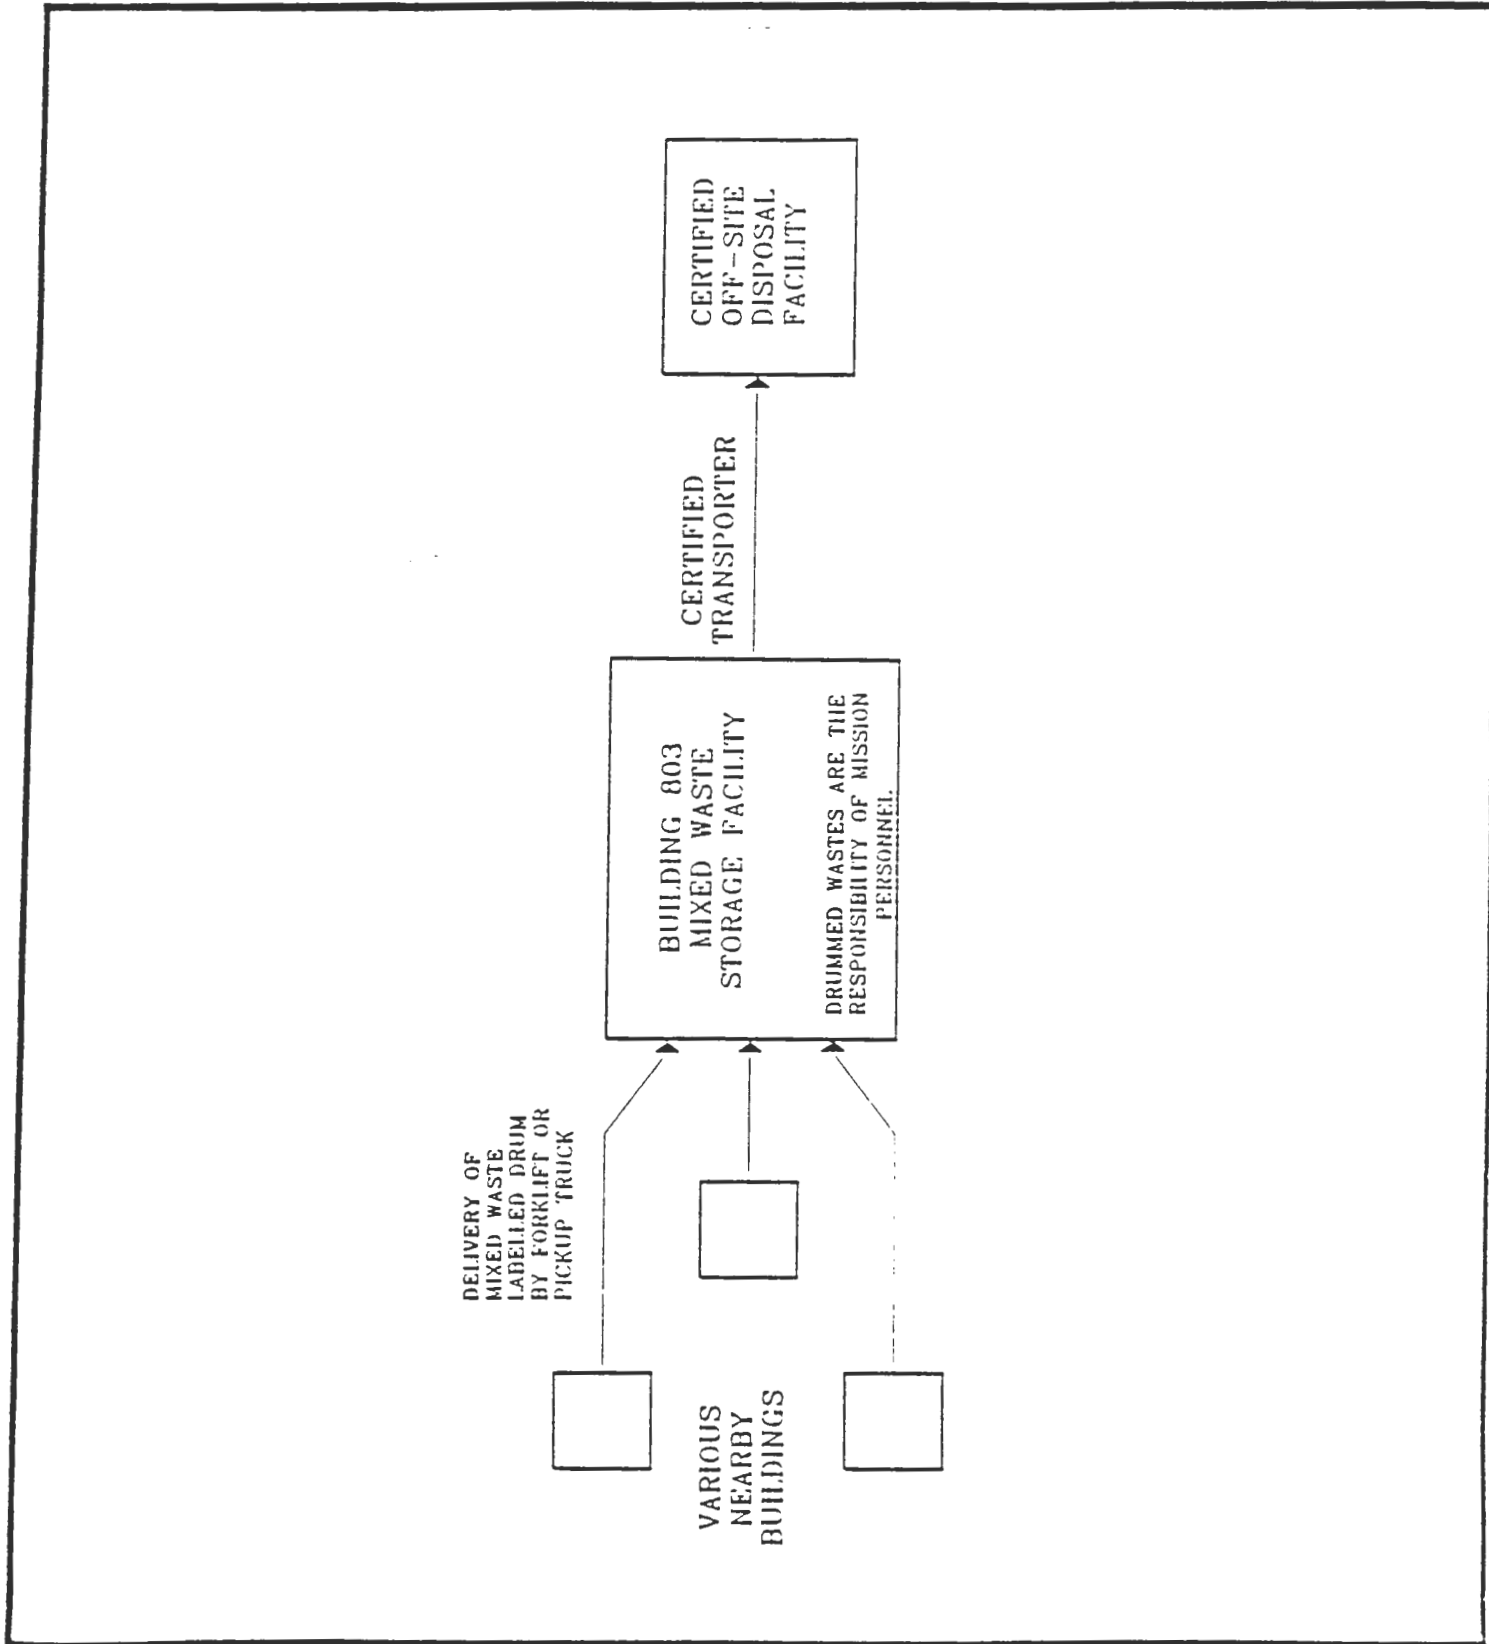 DELIVERY OF
MIXED WASTE
LABELLED DRUM
BY FORKLIFT OR
PICKUP TRUCK
VARIOUS
NEARBY
BUILDINGS
BUILDING 803
MIXED WASTE
STORAGE FACILITY
DRUMMED WASTES ARE THE
RESPONSIBILITY OF MISSION
PERSONNEL
CERTIFIED
TRANSPORTER
CERTIFIED
OFF-SITE
DISPOSAL
FACILITY